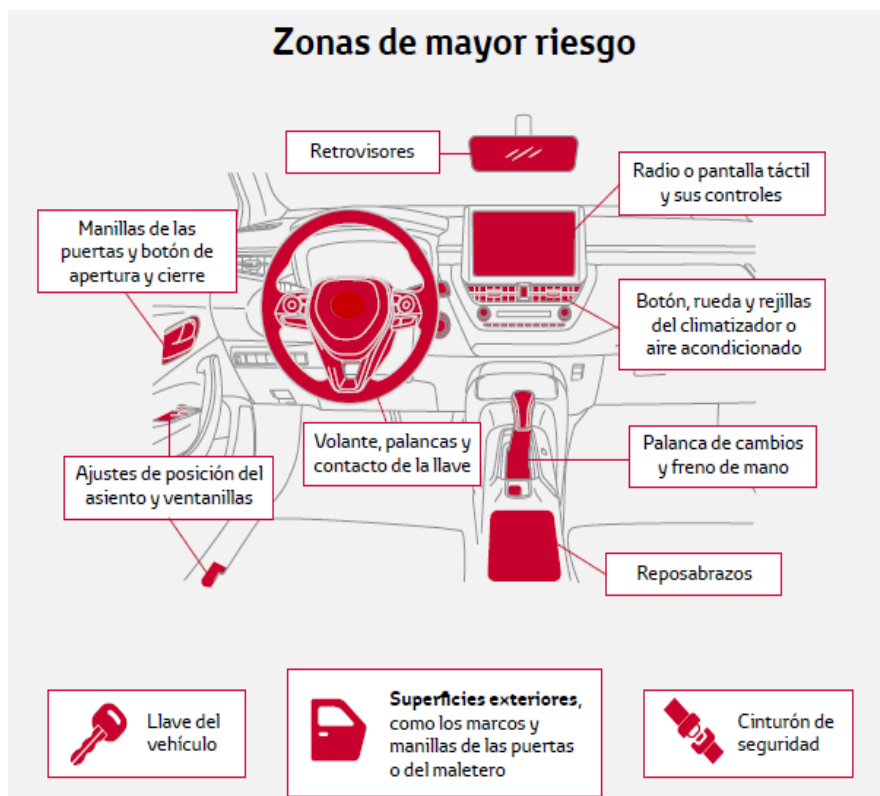 Zonas de mayor riesgo
Retrovisores
Radio o pantalla táctil
y sus controles
Manillas de las
puertas y botón de
apertura y cierre
Botón, rueda y rejillas
del climatizador o
aire acondicionado
Volante, palancas y
contacto de la llave
Palanca de cambios
y freno de mano
Ajustes de posición del
asiento y ventanillas
Reposabrazos
Llave del
vehículo
Superficies exteriores,
como los marcos y
manillas de las puertas
o del maletero
Cinturón de
seguridad